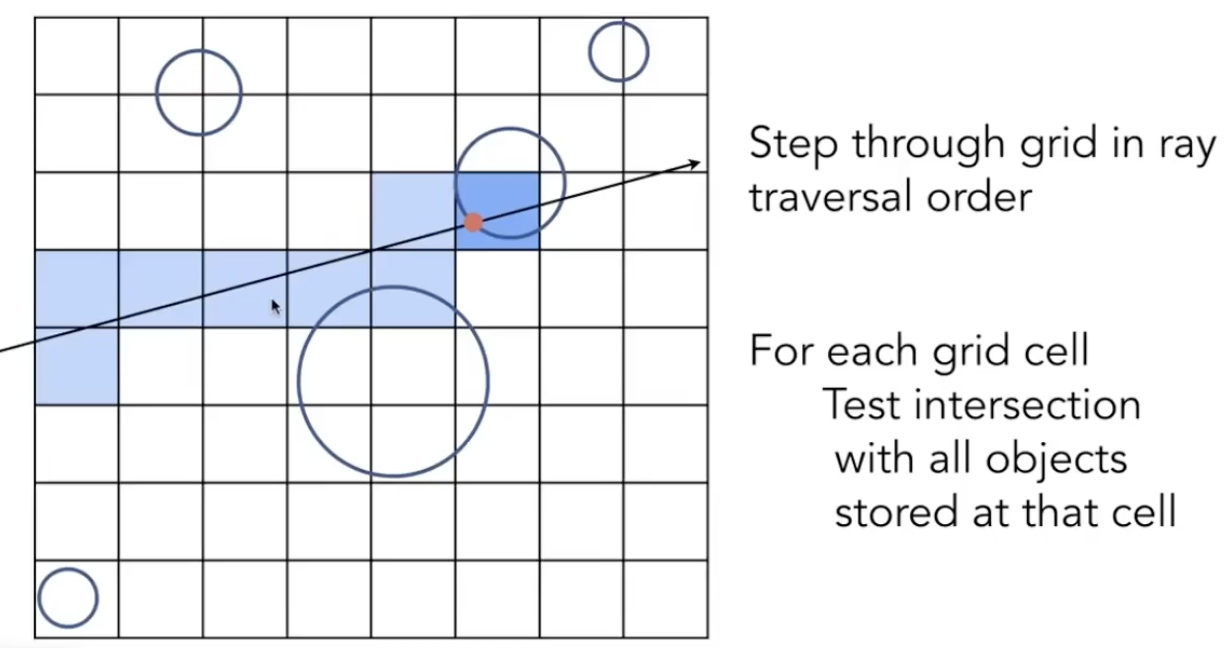 Step through grid in ray
traversal order
For each grid cell
Test intersection
with all objects
stored at that cell